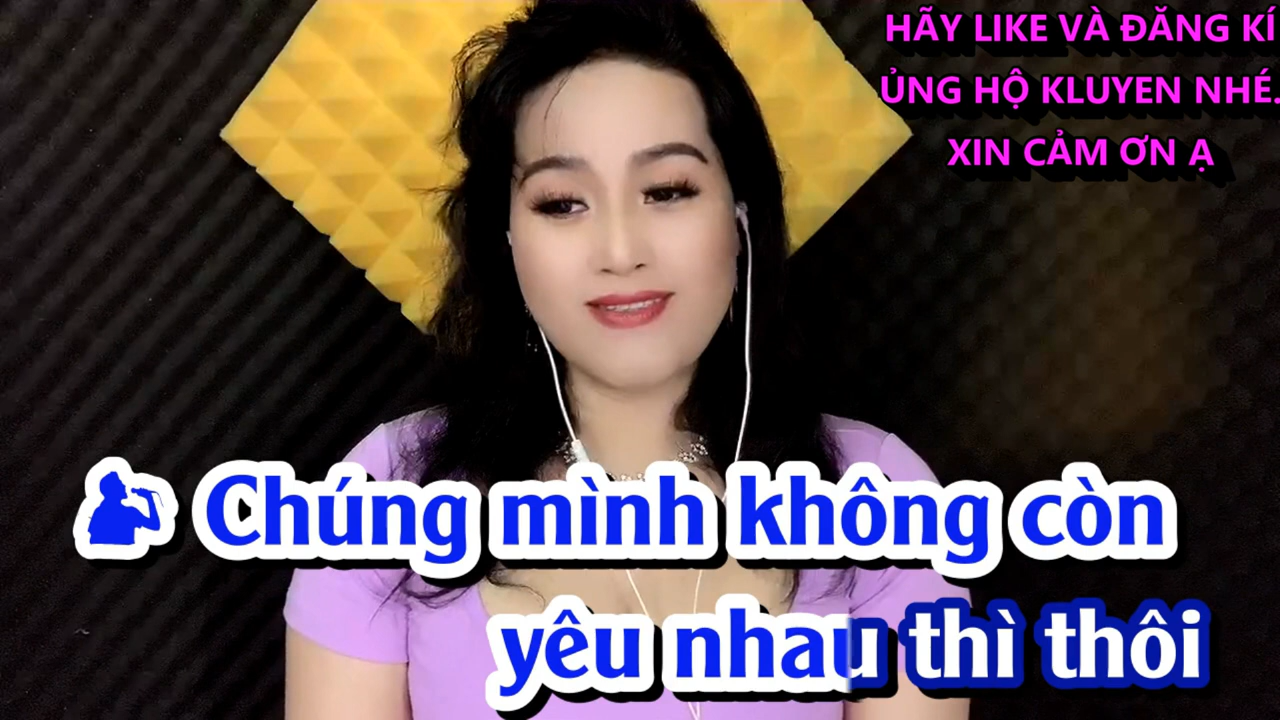 HÃY LIKE VÀ ĐĂNG KÍ
ỦNG HỘ KLUYEN NHÉ.
XIN CẢM ƠN Ạ
Chúng mình không còn
yêu nhau thì thôi